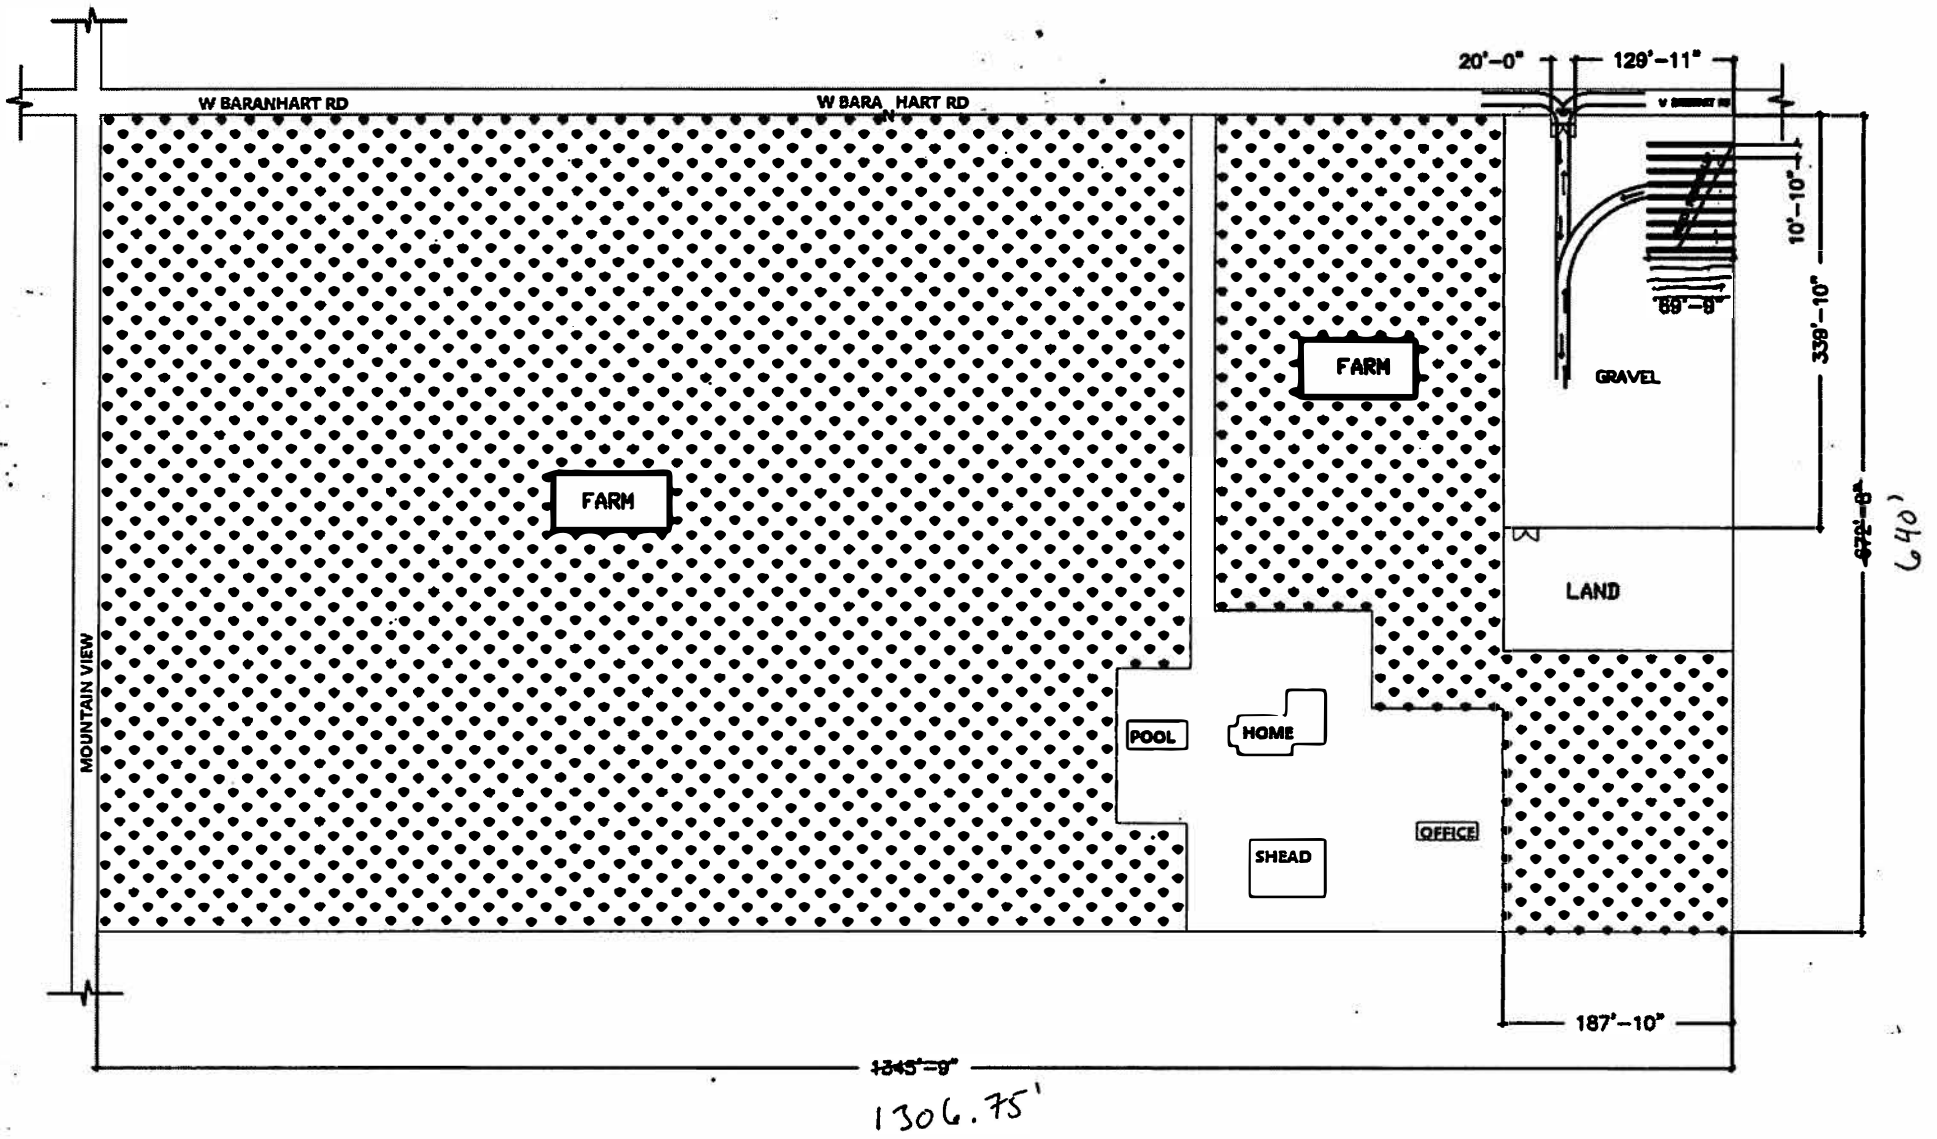 20'-0" 129'-11"
W BARANHART RD
W BARA HART RD
N
10'-10"
339'-10"
69'-9"
FARM
GRAVEL
FARM
672'-8"
640'
LAND
MOUNTAIN VIEW
POOL
HOME
OFFICE
SHEAD
187'-10"
1345'-9"
1306.75'